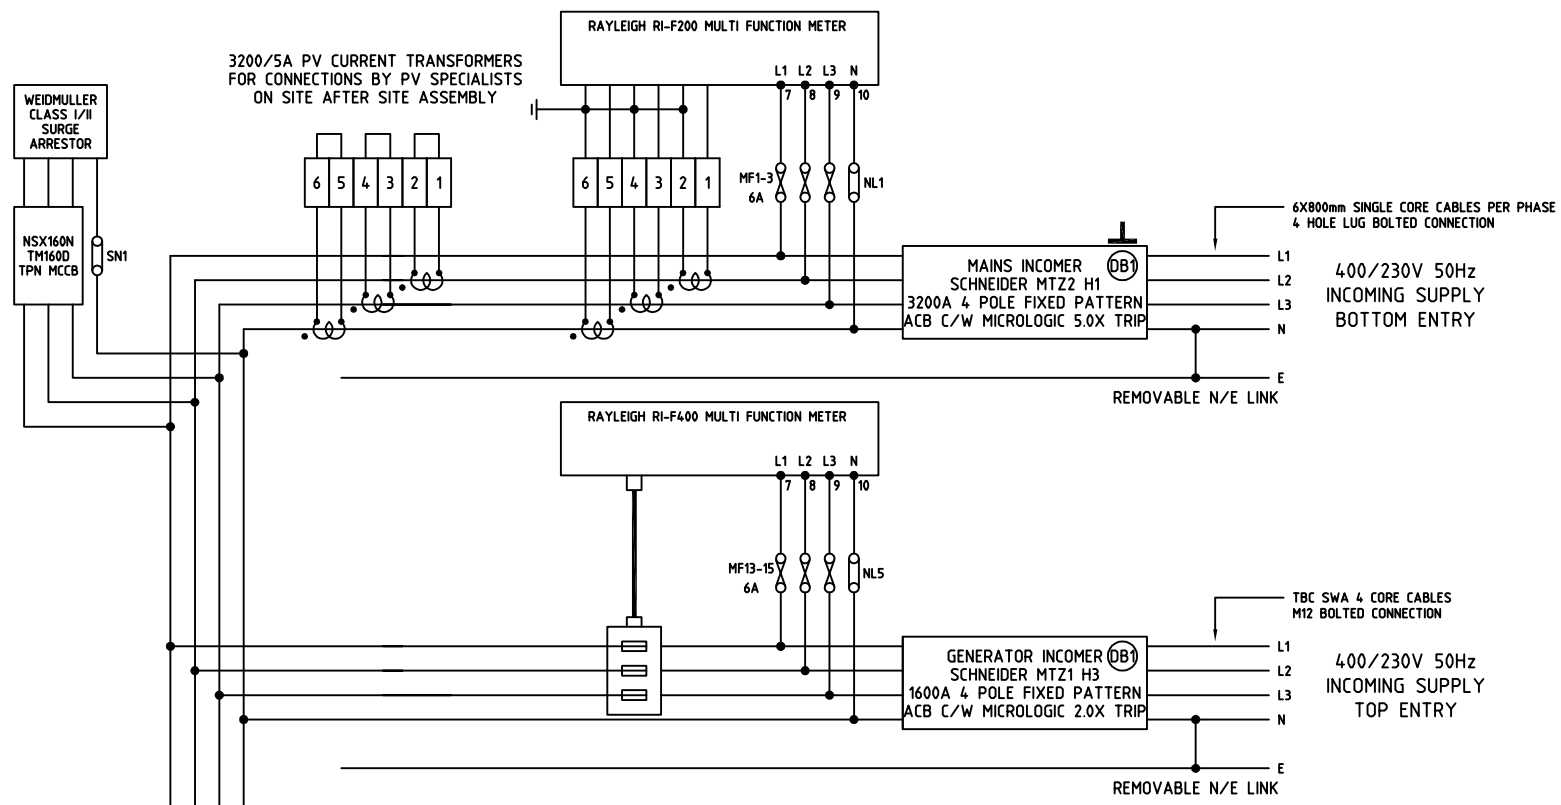 RAYLEIGH RI-F200 MULTI FUNCTION METER
L1 L2 L3 N
7 8 9 10
3200/5A PV CURRENT TRANSFORMERS
FOR CONNECTIONS BY PV SPECIALISTS
ON SITE AFTER SITE ASSEMBLY
WEIDMULLER
CLASS I/II
SURGE
ARRESTOR
6 5 4 3 2 1
6 5 4 3 2 1
MF1-3
6A
NL1
NSX160N
TM160D
TPN MCCB
SN1
6X800mm SINGLE CORE CABLES PER PHASE
4 HOLE LUG BOLTED CONNECTION
MAINS INCOMER
DB1
SCHNEIDER MTZ2 H1
3200A 4 POLE FIXED PATTERN
ACB C/W MICROLOGIC 5.0X TRIP
L1
L2
L3
N
E
400/230V 50Hz
INCOMING SUPPLY
BOTTOM ENTRY
REMOVABLE N/E LINK
RAYLEIGH RI-F400 MULTI FUNCTION METER
L1 L2 L3 N
7 8 9 10
MF13-15
6A
NL5
TBC SWA 4 CORE CABLES
M12 BOLTED CONNECTION
GENERATOR INCOMER
DB1
SCHNEIDER MTZ1 H3
1600A 4 POLE FIXED PATTERN
ACB C/W MICROLOGIC 2.0X TRIP
L1
L2
L3
N
E
400/230V 50Hz
INCOMING SUPPLY
TOP ENTRY
REMOVABLE N/E LINK